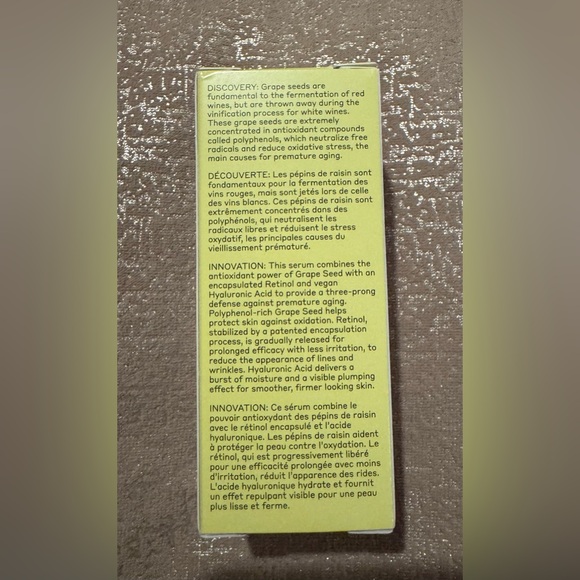 DISCOVERY: Grape seeds are
fundamental to the fermentation of red
wines, but are thrown away during the
vinification process for white wines.
These grape seeds are extremely
concentrated in antioxidant compounds
called polyphenols, which neutralize free
radicals and reduce oxidative stress, the
main causes for premature aging.
DÉCOUVERTE: Les pépins de raisin sont
fondamentaux pour la fermentation des
vins rouges, mais sont jetés lors de celle
des vins blancs. Ces pépins de raisin sont
extrêmement concentrés dans des
polyphénols, qui neutralisent les
radicaux libres et réduisent le stress
oxydatif, les principales causes du
vieillissement prématuré.
INNOVATION: This serum combines the
antioxidant power of Grape Seed with an
encapsulated Retinol and vegan
Hyaluronic Acid to provide a three-prong
defense against premature aging.
Polyphenol-rich Grape Seed helps
protect skin against oxidation. Retinol,
stabilized by a patented encapsulation
process, is gradually released for
prolonged efficacy with less irritation, to
reduce the appearance of lines and
wrinkles. Hyaluronic Acid delivers a
burst of moisture and a visible plumping
effect for smoother, firmer looking skin.
INNOVATION: Ce sérum combine le
pouvoir antioxydant des pépins de raisin
avec le rétinol encapsulé et l'acide
hyaluronique. Les pépins de raisin aident
à protéger la peau contre l'oxydation. Le
rétinol, qui est progressivement libéré
pour une efficacité prolongée avec moins
d'irritation, réduit l'apparence des rides.
L'acide hyaluronique hydrate et fournit
un effet repulpant visible pour une peau
plus lisse et ferme.